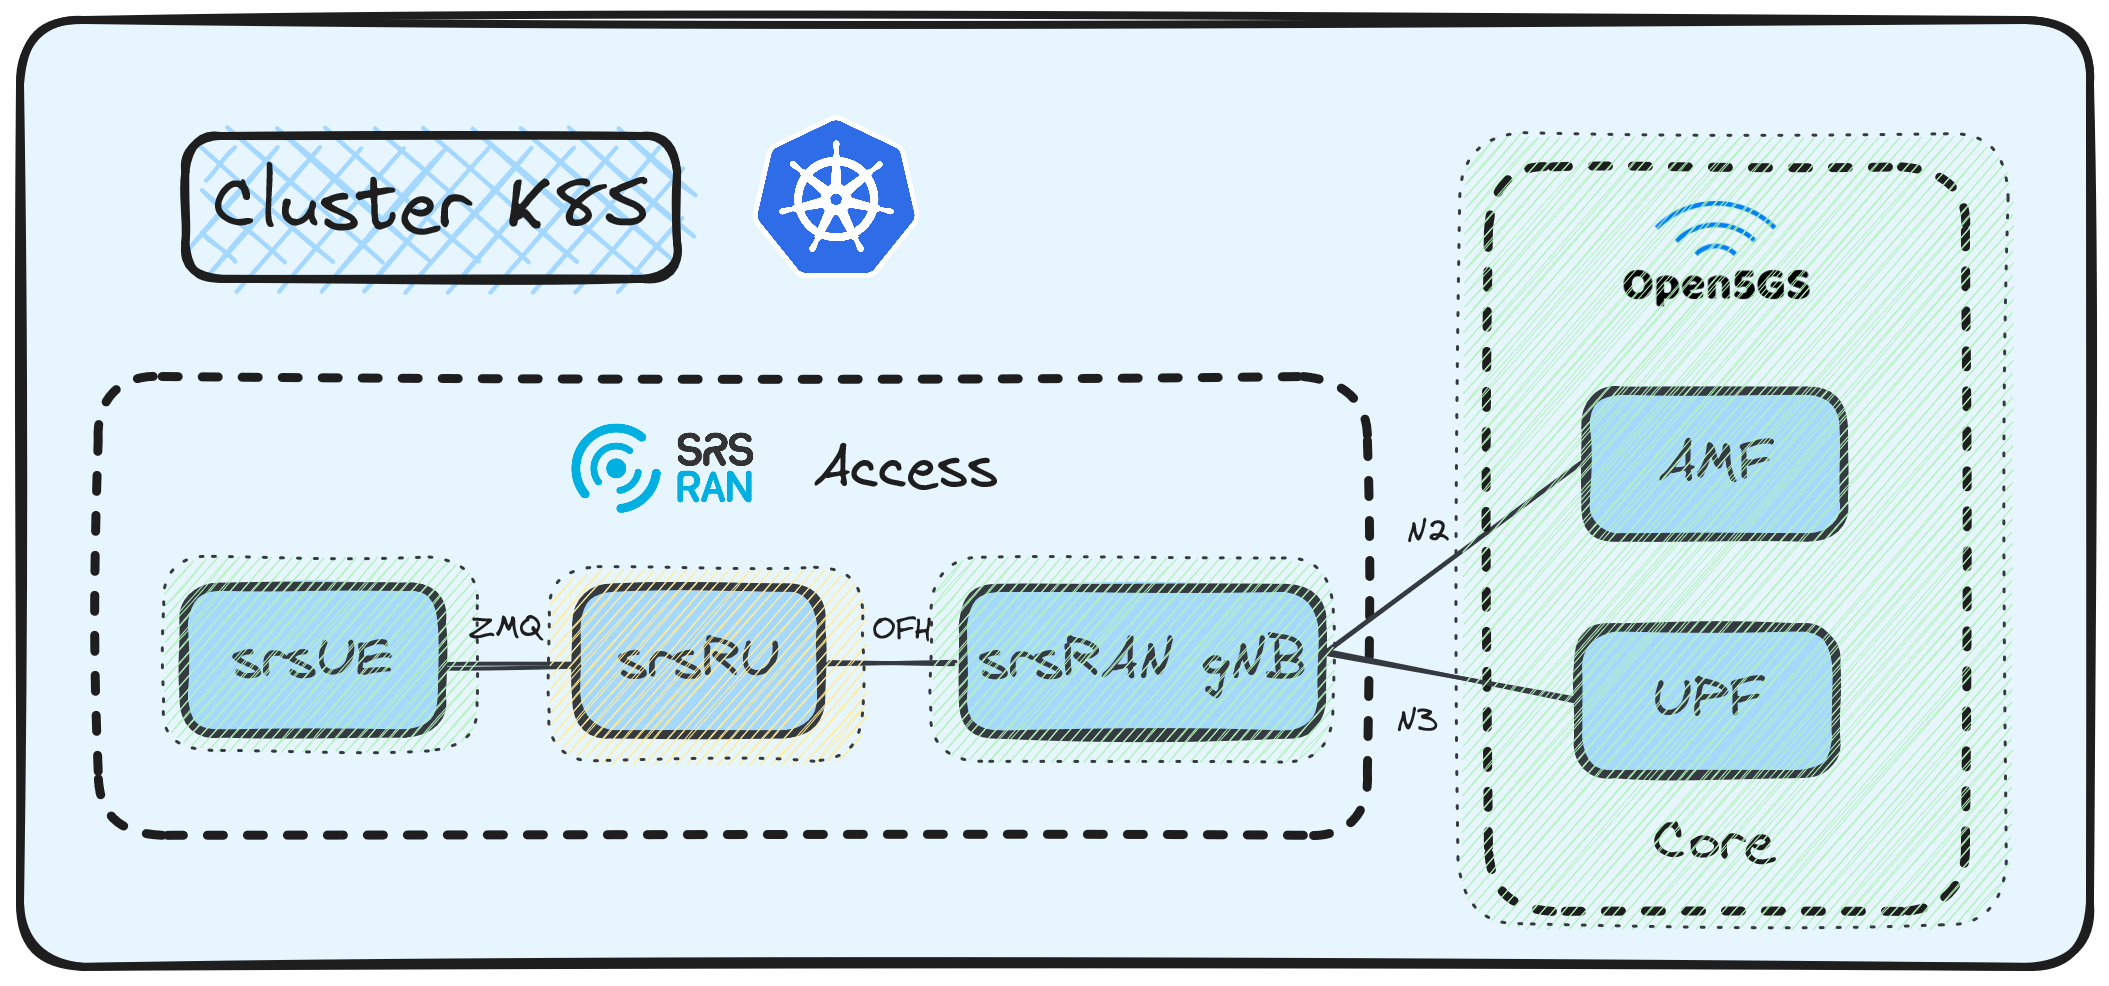 Cluster K8S
Open5GS
SRS
RAN
Access
AMF
N2
ZMQ
OFH
srsUE
srsRU
srsRAN gNB
UPF
N3
Core